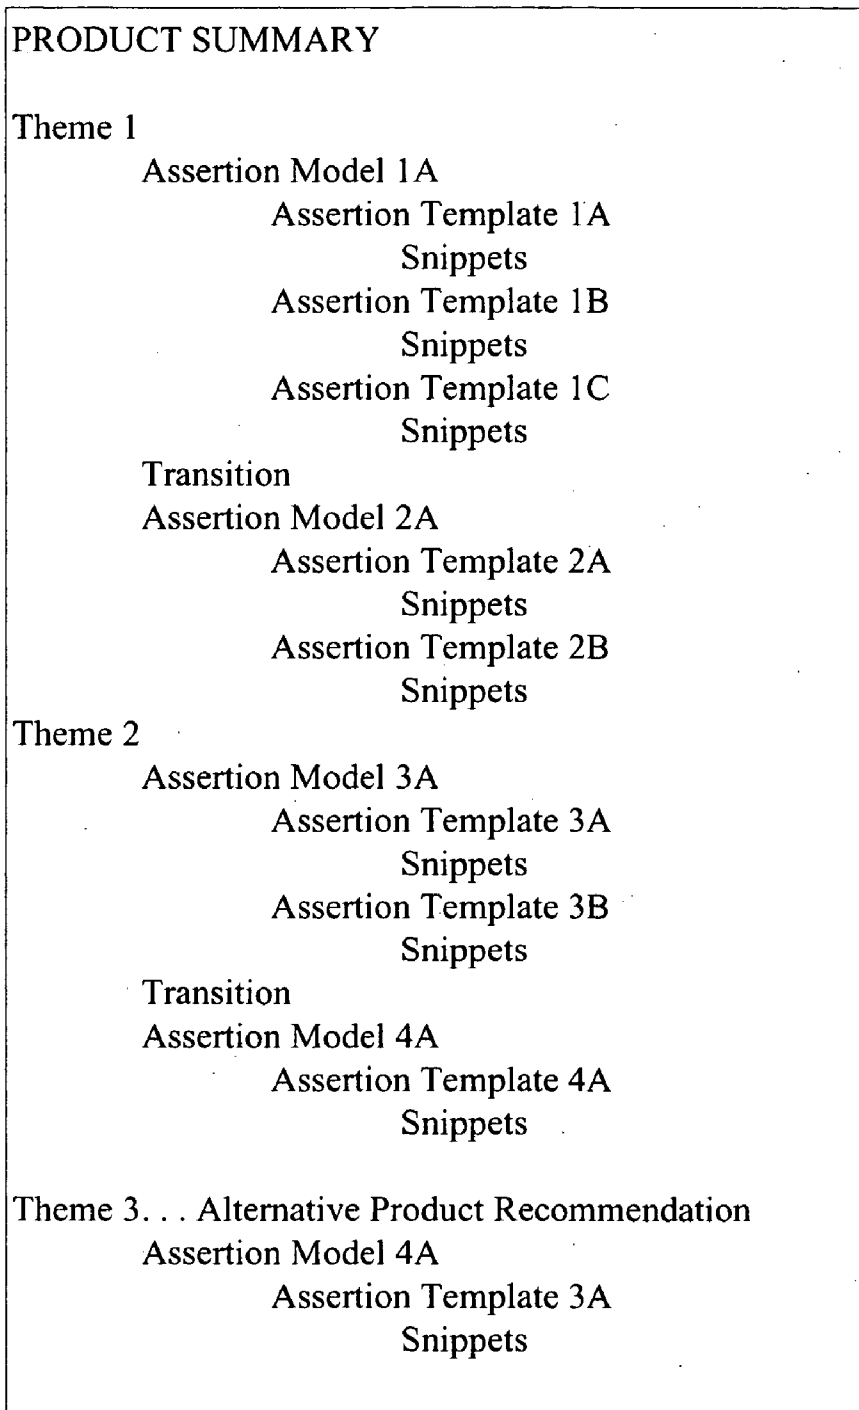 PRODUCT SUMMARY
Theme 1
Assertion Model 1A
Assertion Template 1A
Snippets
Assertion Template 1B
Snippets
Assertion Template 1C
Snippets
Transition
Assertion Model 2A
Assertion Template 2A
Snippets
Assertion Template 2B
Snippets
Theme 2
Assertion Model 3A
Assertion Template 3A
Snippets
Assertion Template 3B
Snippets
Transition
Assertion Model 4A
Assertion Template 4A
Snippets
Theme 3. . . Alternative Product Recommendation
Assertion Model 4A
Assertion Template 3A
Snippets